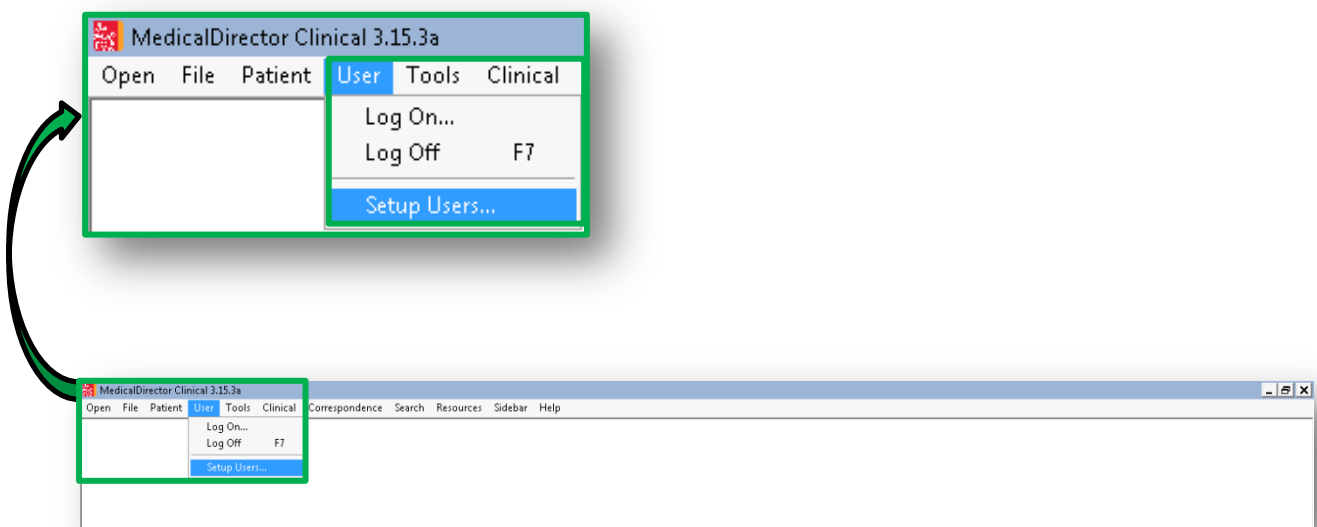 MedicalDirector Clinical 3.15.3a
Open File Patient User Tools Clinical
Log On...
Log Off F7
Setup Users...
MedicalDirector Clinical 3.15.3a
Open File Patient User Tools Clinical Correspondence Search Resources Sidebar Help
Log On...
Log Off F7
Setup Users...